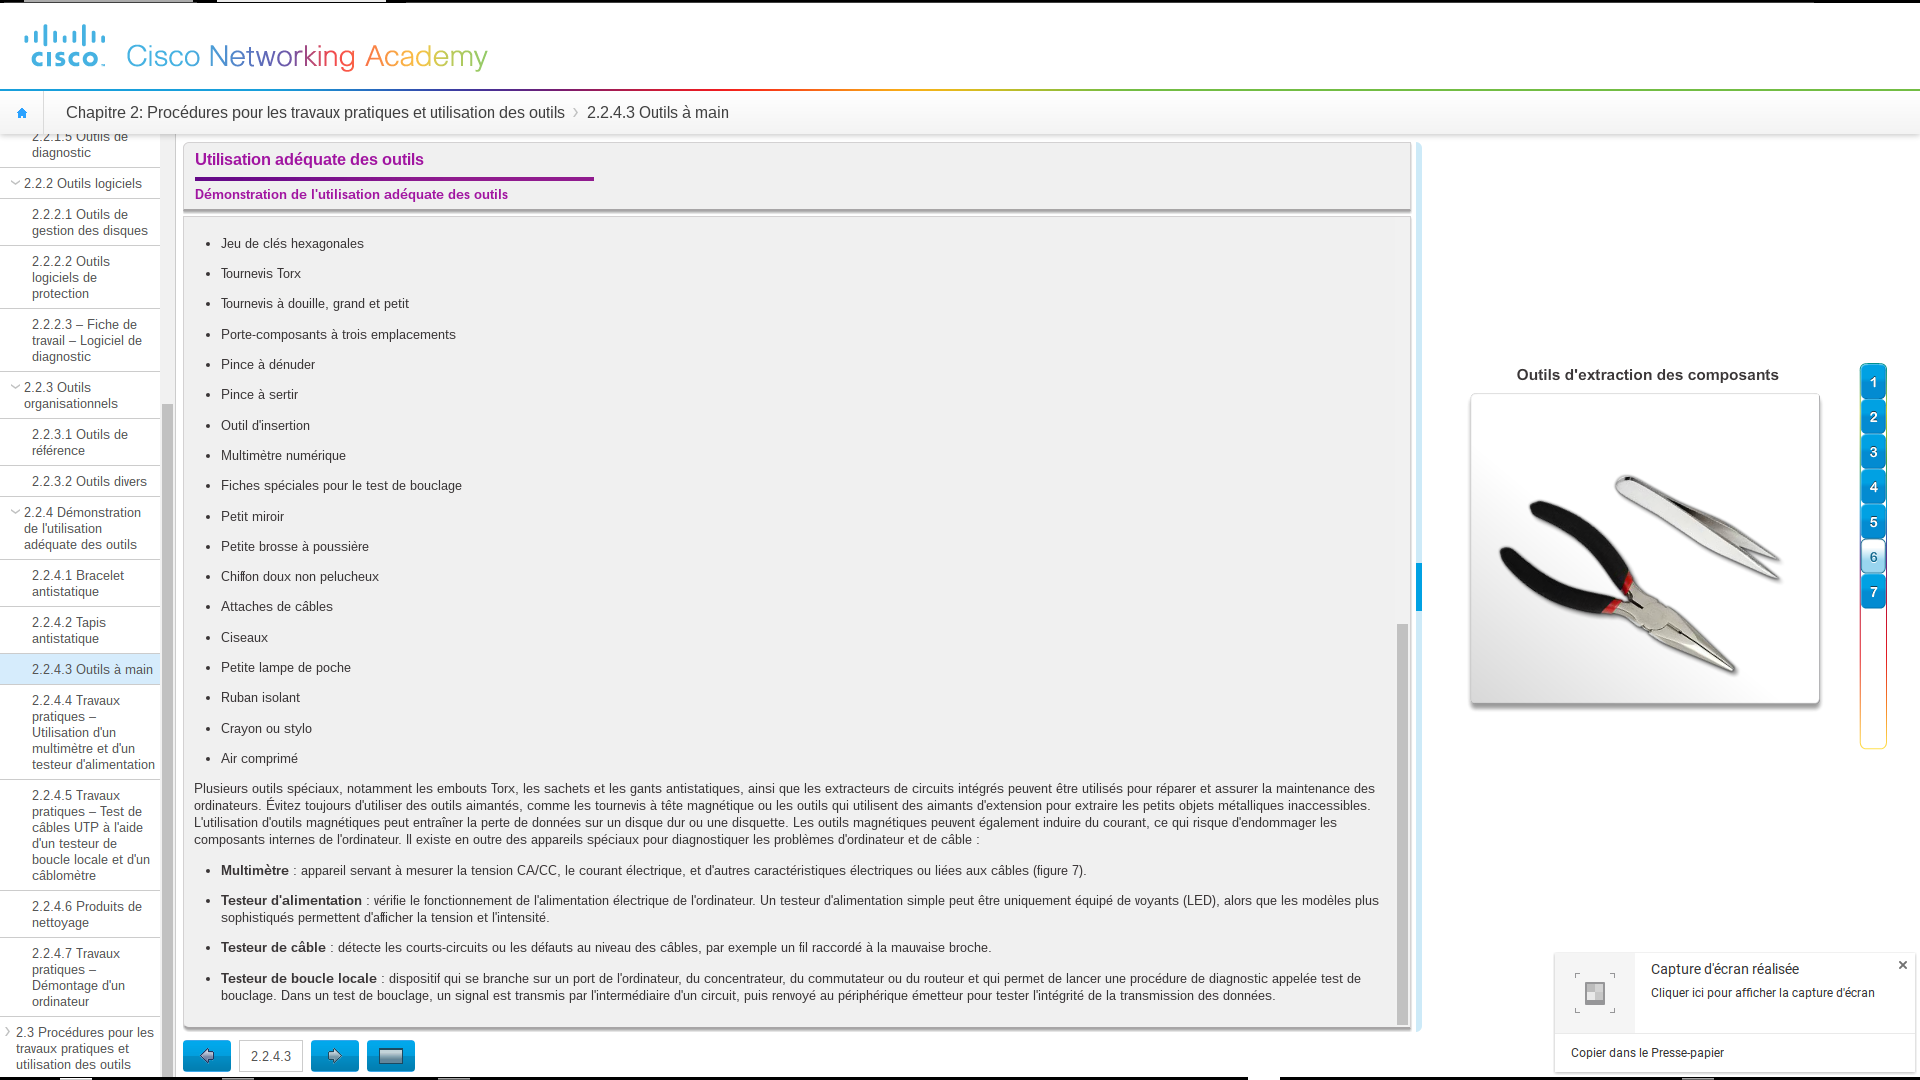 CISCO
Cisco Networking Academy
Chapitre 2: Procédures pour les travaux pratiques et utilisation des outils
2.2.4.3 Outils à main
2.2.1.5 Outils de
diagnostic
2.2.2 Outils logiciels
2.2.2.1 Outils de
gestion des disques
2.2.2.2 Outils
logiciels de
protection
2.2.2.3 – Fiche de
travail – Logiciel de
diagnostic
2.2.3 Outils
organisationnels
2.2.3.1 Outils de
référence
2.2.3.2 Outils divers
2.2.4 Démonstration
de l'utilisation
adéquate des outils
2.2.4.1 Bracelet
antistatique
2.2.4.2 Tapis
antistatique
2.2.4.3 Outils à main
2.2.4.4 Travaux
pratiques –
Utilisation d'un
multimètre et d'un
testeur d'alimentation
2.2.4.5 Travaux
pratiques – Test de
câbles UTP à l'aide
d'un testeur de
boucle locale et d'un
câblomètre
2.2.4.6 Produits de
nettoyage
2.2.4.7 Travaux
pratiques –
Démontage d'un
ordinateur
2.3 Procédures pour les
travaux pratiques et
utilisation des outils
Utilisation adéquate des outils
Démonstration de l'utilisation adéquate des outils
Jeu de clés hexagonales
Tournevis Torx
Tournevis à douille, grand et petit
Porte-composants à trois emplacements
Pince à dénuder
Pince à sertir
Outil d'insertion
Multimètre numérique
Fiches spéciales pour le test de bouclage
Petit miroir
Petite brosse à poussière
Chiffon doux non pelucheux
Attaches de câbles
Ciseaux
Petite lampe de poche
Ruban isolant
Crayon ou stylo
Air comprimé
Plusieurs outils spéciaux, notamment les embouts Torx, les sachets et les gants antistatiques, ainsi que les extracteurs de circuits intégrés peuvent être utilisés pour réparer et assurer la maintenance des
ordinateurs. Évitez toujours d'utiliser des outils aimantés, comme les tournevis à tête magnétique ou les outils qui utilisent des aimants d'extension pour extraire les petits objets métalliques inaccessibles.
L'utilisation d'outils magnétiques peut entraîner la perte de données sur un disque dur ou une disquette. Les outils magnétiques peuvent également induire du courant, ce qui risque d'endommager les
composants internes de l'ordinateur. Il existe en outre des appareils spéciaux pour diagnostiquer les problèmes d'ordinateur et de câble :
Multimètre : appareil servant à mesurer la tension CA/CC, le courant électrique, et d'autres caractéristiques électriques ou liées aux câbles (figure 7).
Testeur d'alimentation : vérifie le fonctionnement de l'alimentation électrique de l'ordinateur. Un testeur d'alimentation simple peut être uniquement équipé de voyants (LED), alors que les modèles plus
sophistiqués permettent d'afficher la tension et l'intensité.
Testeur de câble : détecte les courts-circuits ou les défauts au niveau des câbles, par exemple un fil raccordé à la mauvaise broche.
Testeur de boucle locale : dispositif qui se branche sur un port de l'ordinateur, du concentrateur, du commutateur ou du routeur et qui permet de lancer une procédure de diagnostic appelée test de
bouclage. Dans un test de bouclage, un signal est transmis par l'intermédiaire d'un circuit, puis renvoyé au périphérique émetteur pour tester l'intégrité de la transmission des données.
2.2.4.3
Outils d'extraction des composants
1
2
3
4
5
6
7
Capture d'écran réalisée
Cliquer ici pour afficher la capture d'écran
Copier dans le Presse-papier